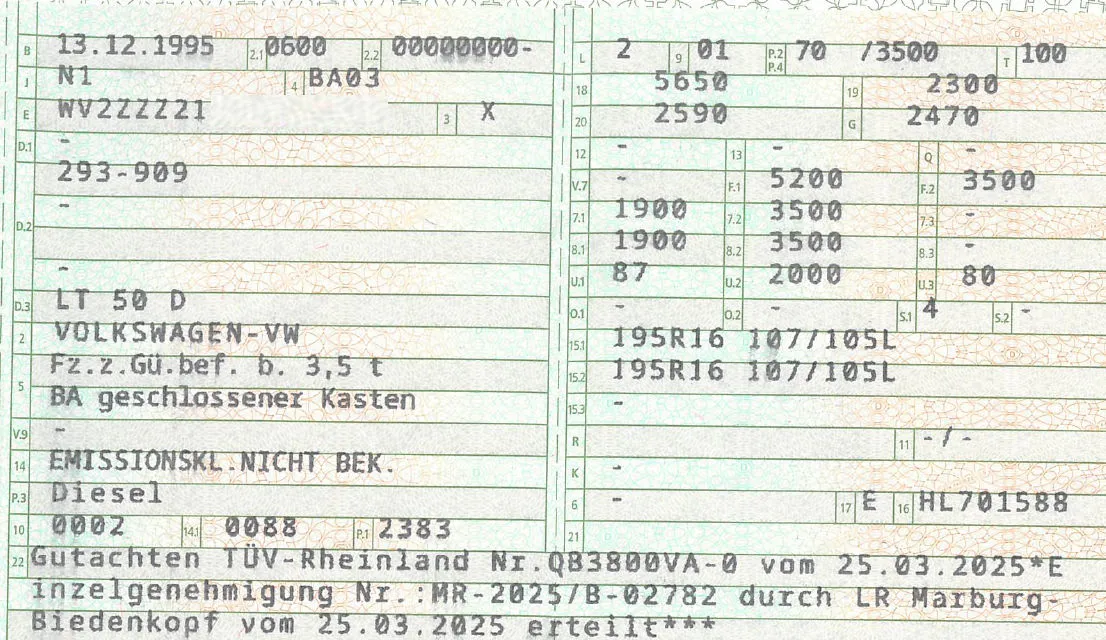 B 13.12.1995 2.1 0600 2.2 00000000-
J N1 4 BA03
E WV2ZZZ21 3 X
D.1 -
293-909
D.2 -
-
D.3 LT 50 D
2 VOLKSWAGEN-VW
5 Fz.z.Gü.bef. b. 3,5 t
BA geschlossener Kasten
V.9 -
14 EMISSIONSKL.NICHT BEK.
P.3 Diesel
10 0002 14.1 0088 P.1 2383
L 2 9 01 P.2 P.4 70 /3500 T 100
18 5650 19 2300
20 2590 G 2470
12 - 13 - Q -
V.7 - F.1 5200 F.2 3500
7.1 1900 7.2 3500 7.3 -
8.1 1900 8.2 3500 8.3 -
U.1 87 U.2 2000 U.3 80
O.1 - O.2 - S.1 4 S.2 -
15.1 195R16 107/105L
15.2 195R16 107/105L
15.3 -
R 11 -/-
K -
6 - 17 E 16 HL701588
21
22 Gutachten TÜV-Rheinland Nr.QB3800VA-0 vom 25.03.2025*E
inzelgenehmigung Nr.:MR-2025/B-02782 durch LR Marburg-
Biedenkopf vom 25.03.2025 erteilt***